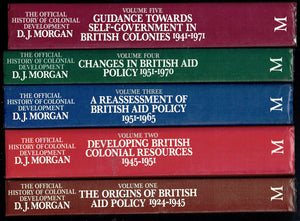 THE OFFICIAL
HISTORY OF COLONIAL
DEVELOPMENT
D. J. MORGAN
VOLUME FIVE
GUIDANCE TOWARDS
SELF-GOVERNMENT IN
BRITISH COLONIES 1941-1971
M
THE OFFICIAL
HISTORY OF COLONIAL
DEVELOPMENT
D. J. MORGAN
VOLUME FOUR
CHANGES IN BRITISH AID
POLICY 1951-1970
M
THE OFFICIAL
HISTORY OF COLONIAL
DEVELOPMENT
D. J. MORGAN
VOLUME THREE
A REASSESSMENT OF
BRITISH AID POLICY
1951-1965
M
THE OFFICIAL
HISTORY OF COLONIAL
DEVELOPMENT
D. J. MORGAN
VOLUME TWO
DEVELOPING BRITISH
COLONIAL RESOURCES
1945-1951
M
THE OFFICIAL
HISTORY OF COLONIAL
DEVELOPMENT
D. J. MORGAN
VOLUME ONE
THE ORIGINS OF BRITISH
AID POLICY 1924-1945
M